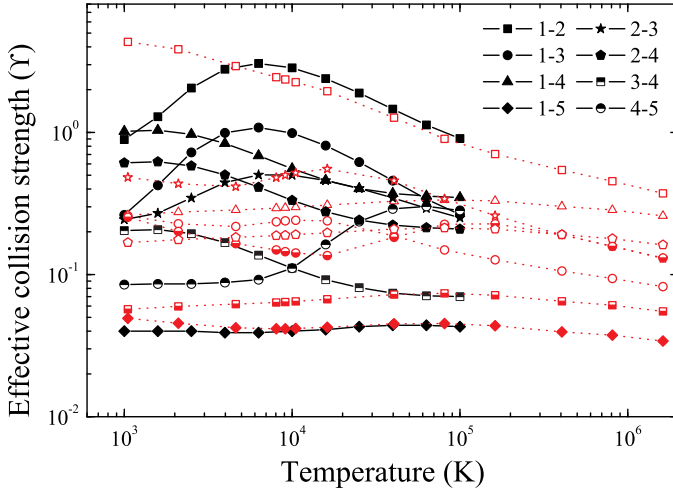 Effective collision strength (ϒ)
10^0
10^-1
10^-2
10^3 10^4 10^5 10^6
Temperature (K)
1-2 2-3
1-3 2-4
1-4 3-4
1-5 4-5